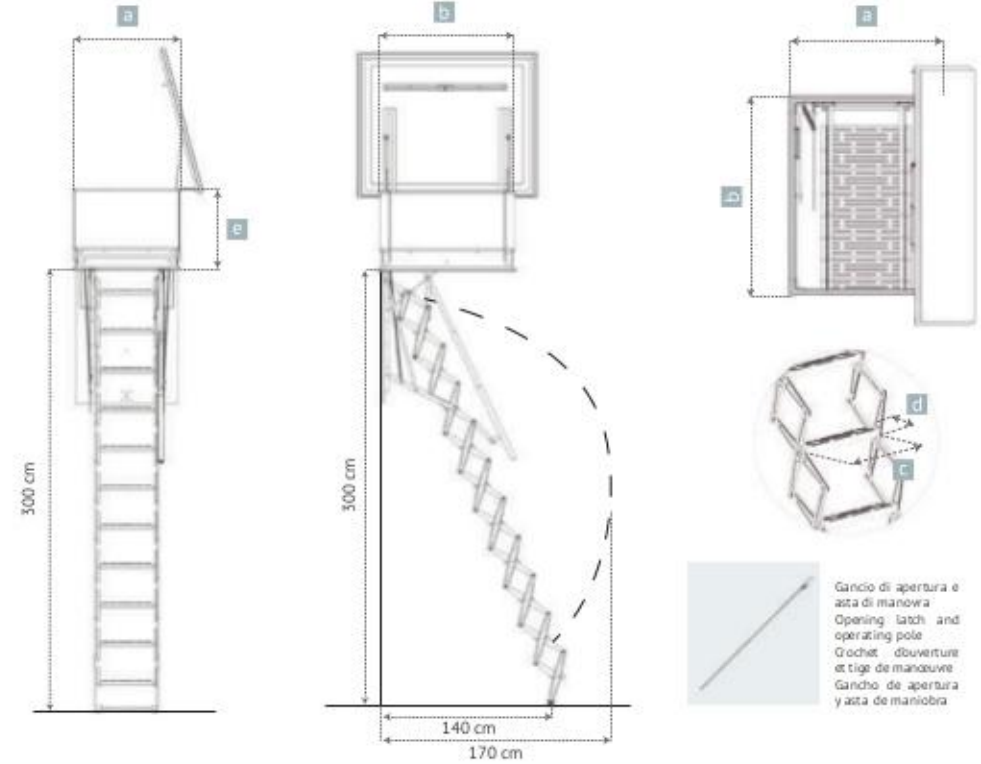 a
b
a
e
b
d
c
300 cm
300 cm
140 cm
170 cm
Gancio di apertura e
asta di manovra
Opening latch and
operating pole
Crochet d'ouverture
et tige de manœuvre
Gancho de apertura
y asta de maniobra